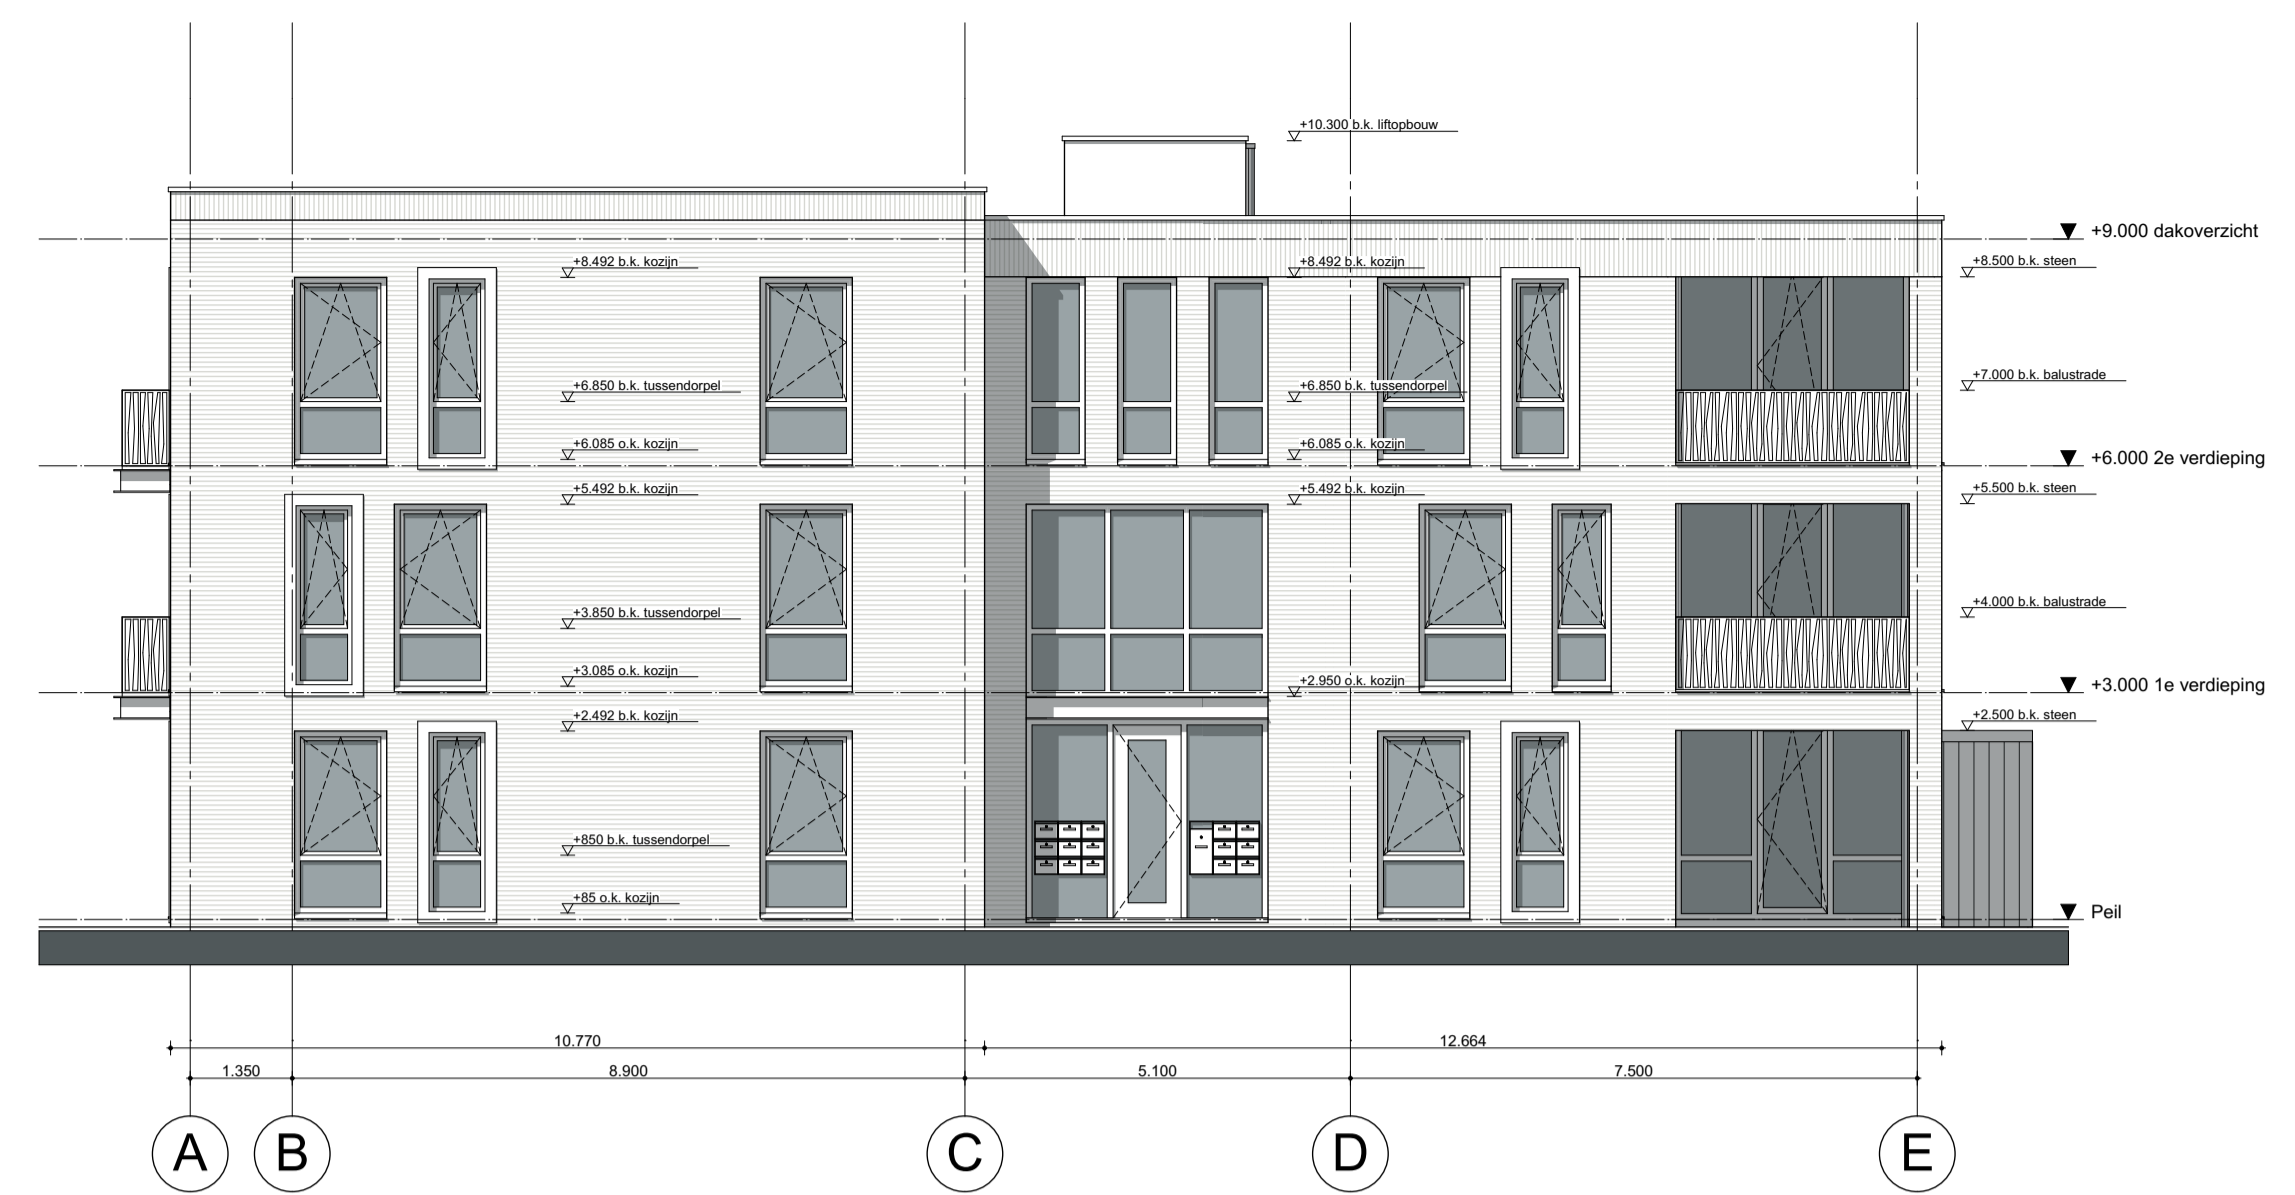 +10.300 b.k. liftopbouw
+9.000 dakoverzicht
+8.492 b.k. kozijn
+8.492 b.k. kozijn
+8.500 b.k. steen
+6.850 b.k. tussendorpel
+6.850 b.k. tussendorpel
+7.000 b.k. balustrade
+6.085 o.k. kozijn
+6.085 o.k. kozijn
+6.000 2e verdieping
+5.492 b.k. kozijn
+5.492 b.k. kozijn
+5.500 b.k. steen
+3.850 b.k. tussendorpel
+4.000 b.k. balustrade
+3.085 o.k. kozijn
+2.950 o.k. kozijn
+3.000 1e verdieping
+2.492 b.k. kozijn
+2.500 b.k. steen
+850 b.k. tussendorpel
+85 o.k. kozijn
Peil
10.770
12.664
1.350
8.900
5.100
7.500
A
B
C
D
E